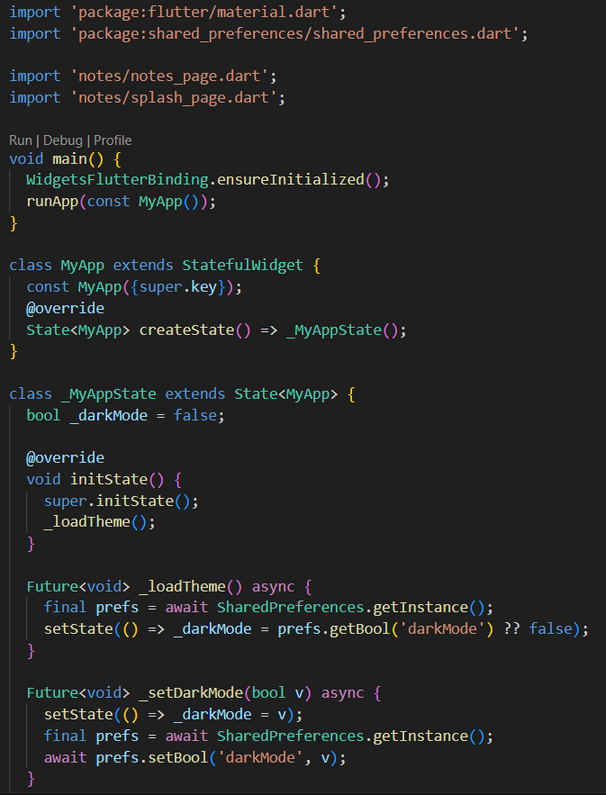 import 'package:flutter/material.dart';
import 'package:shared_preferences/shared_preferences.dart';

import 'notes/notes_page.dart';
import 'notes/splash_page.dart';

Run | Debug | Profile
void main() {
  WidgetsFlutterBinding.ensureInitialized();
  runApp(const MyApp());
}

class MyApp extends StatefulWidget {
  const MyApp({super.key});
  @override
  State<MyApp> createState() => _MyAppState();
}

class _MyAppState extends State<MyApp> {
  bool _darkMode = false;

  @override
  void initState() {
    super.initState();
    _loadTheme();
  }

  Future<void> _loadTheme() async {
    final prefs = await SharedPreferences.getInstance();
    setState(() => _darkMode = prefs.getBool('darkMode') ?? false);
  }

  Future<void> _setDarkMode(bool v) async {
    setState(() => _darkMode = v);
    final prefs = await SharedPreferences.getInstance();
    await prefs.setBool('darkMode', v);
  }